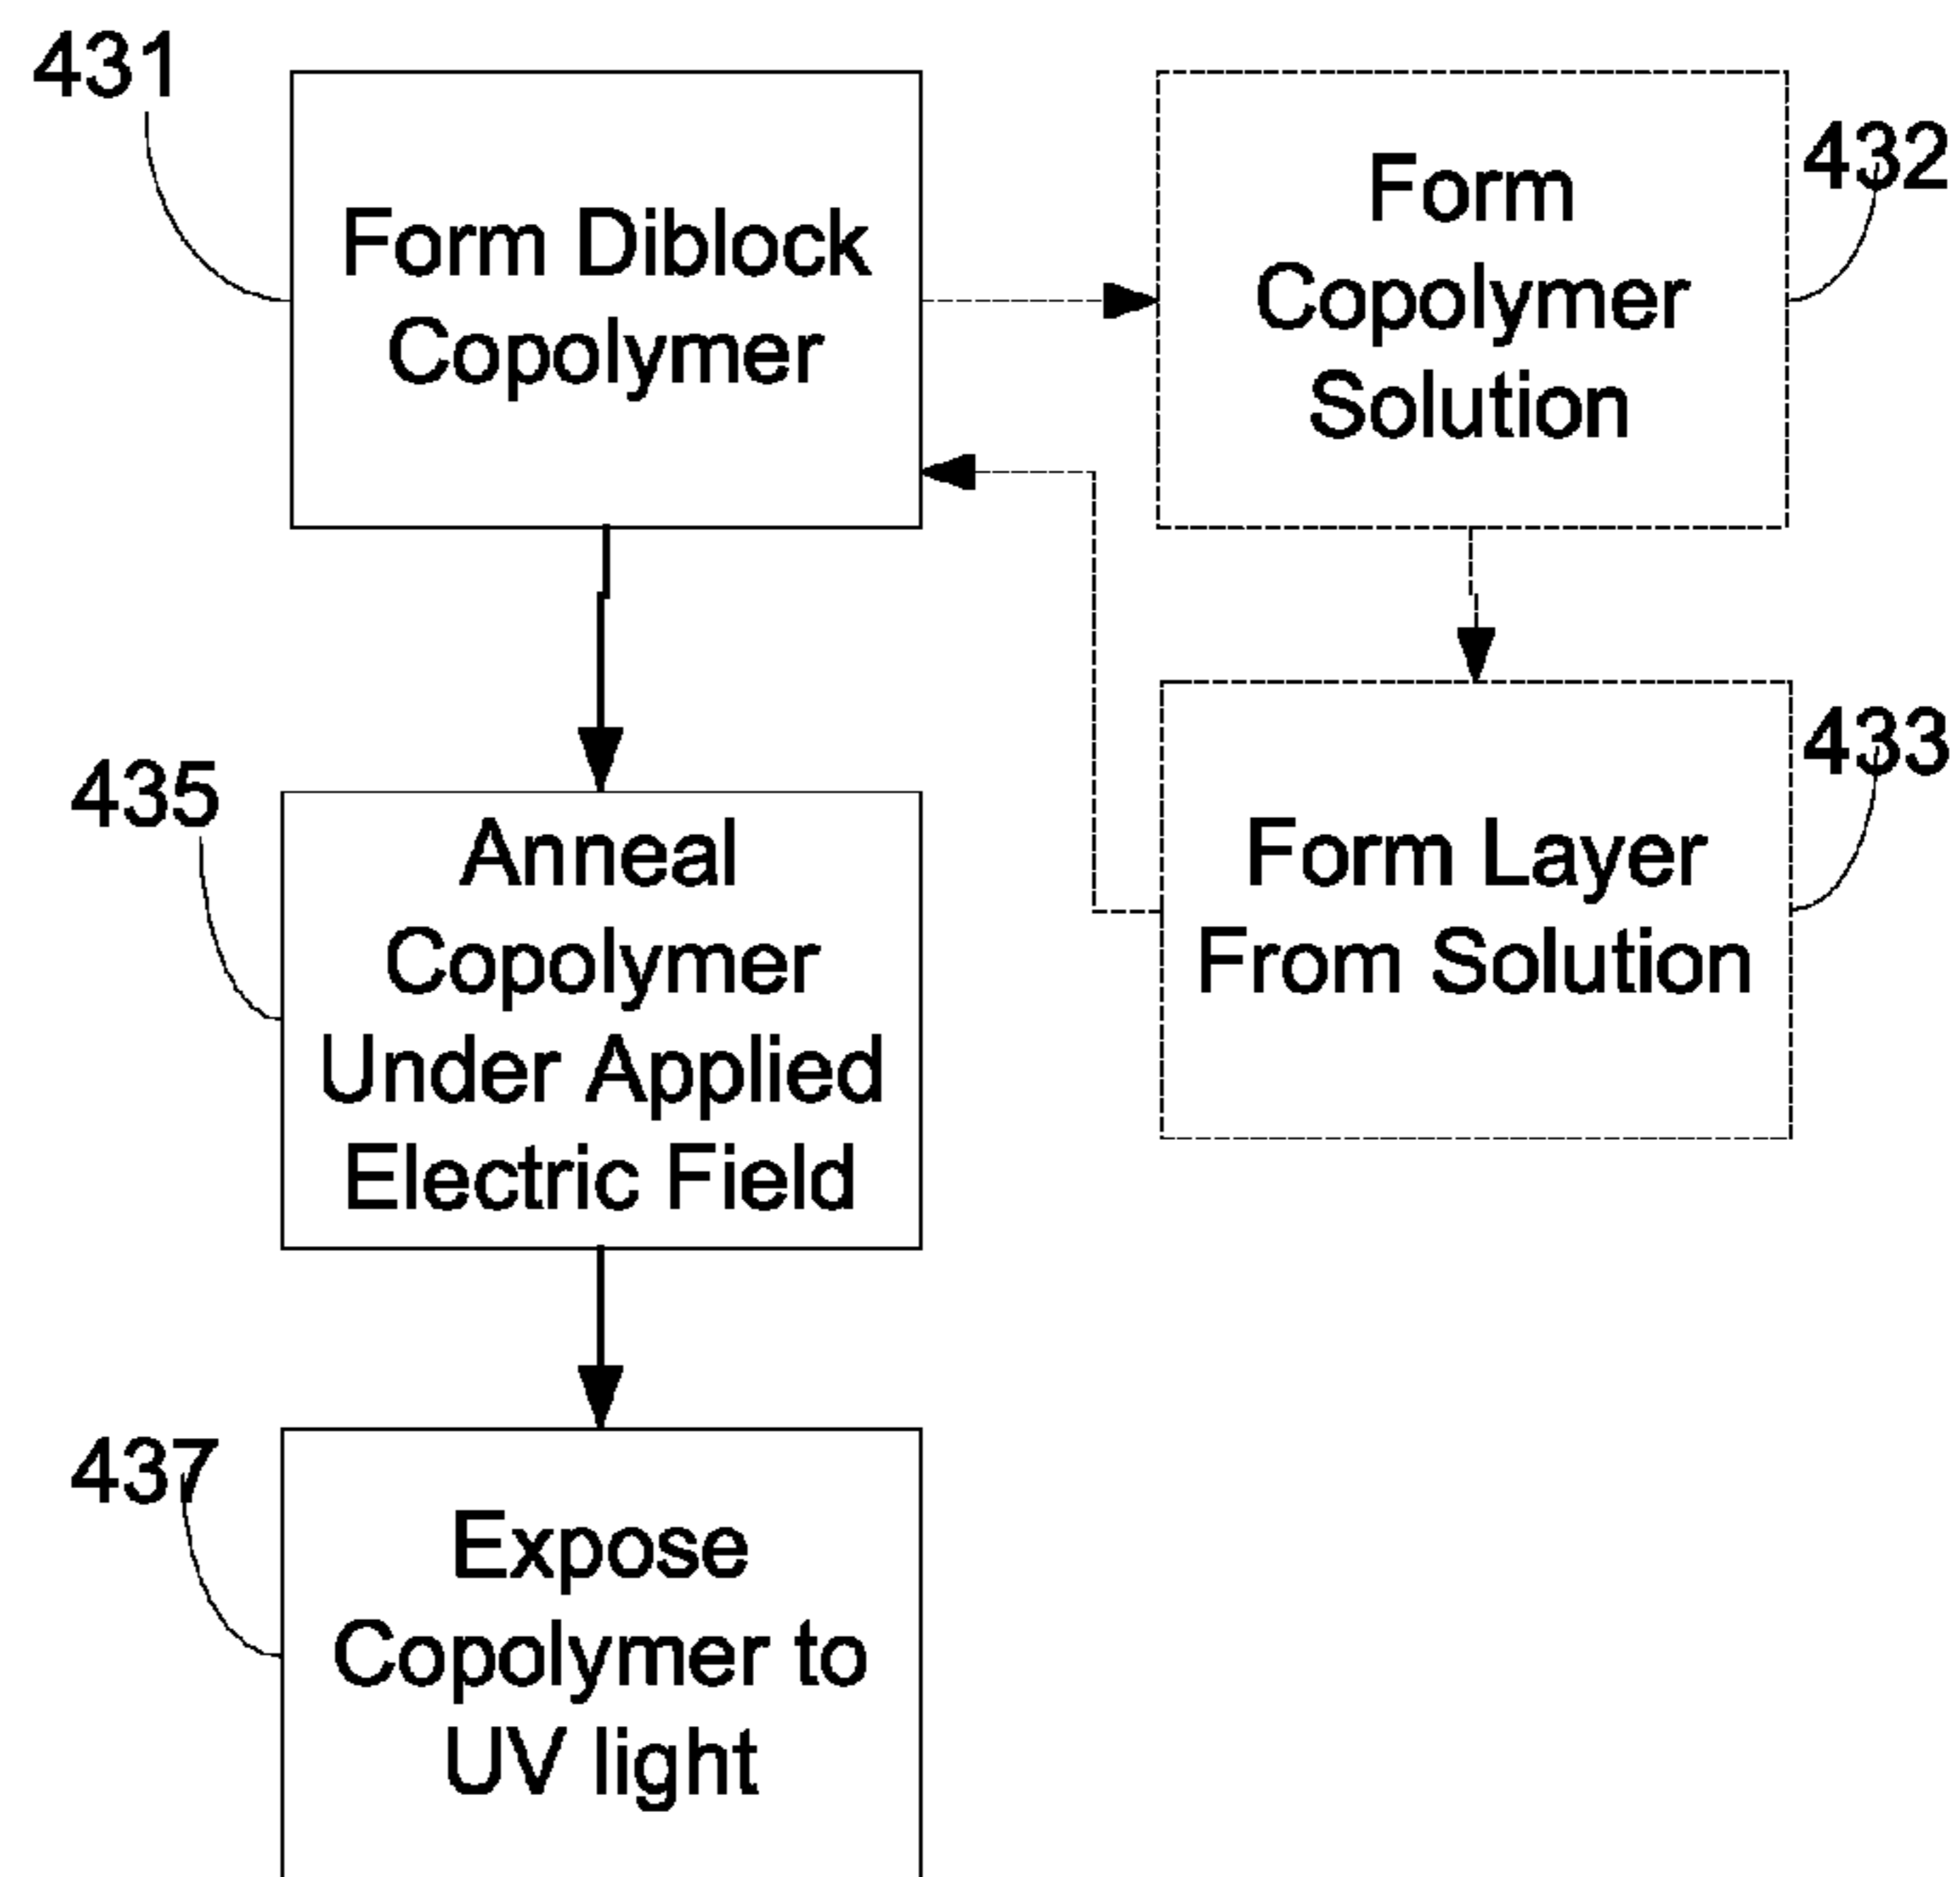 431
Form Diblock
Copolymer
432
Form
Copolymer
Solution
435
Anneal
Copolymer
Under Applied
Electric Field
433
Form Layer
From Solution
437
Expose
Copolymer to
UV light